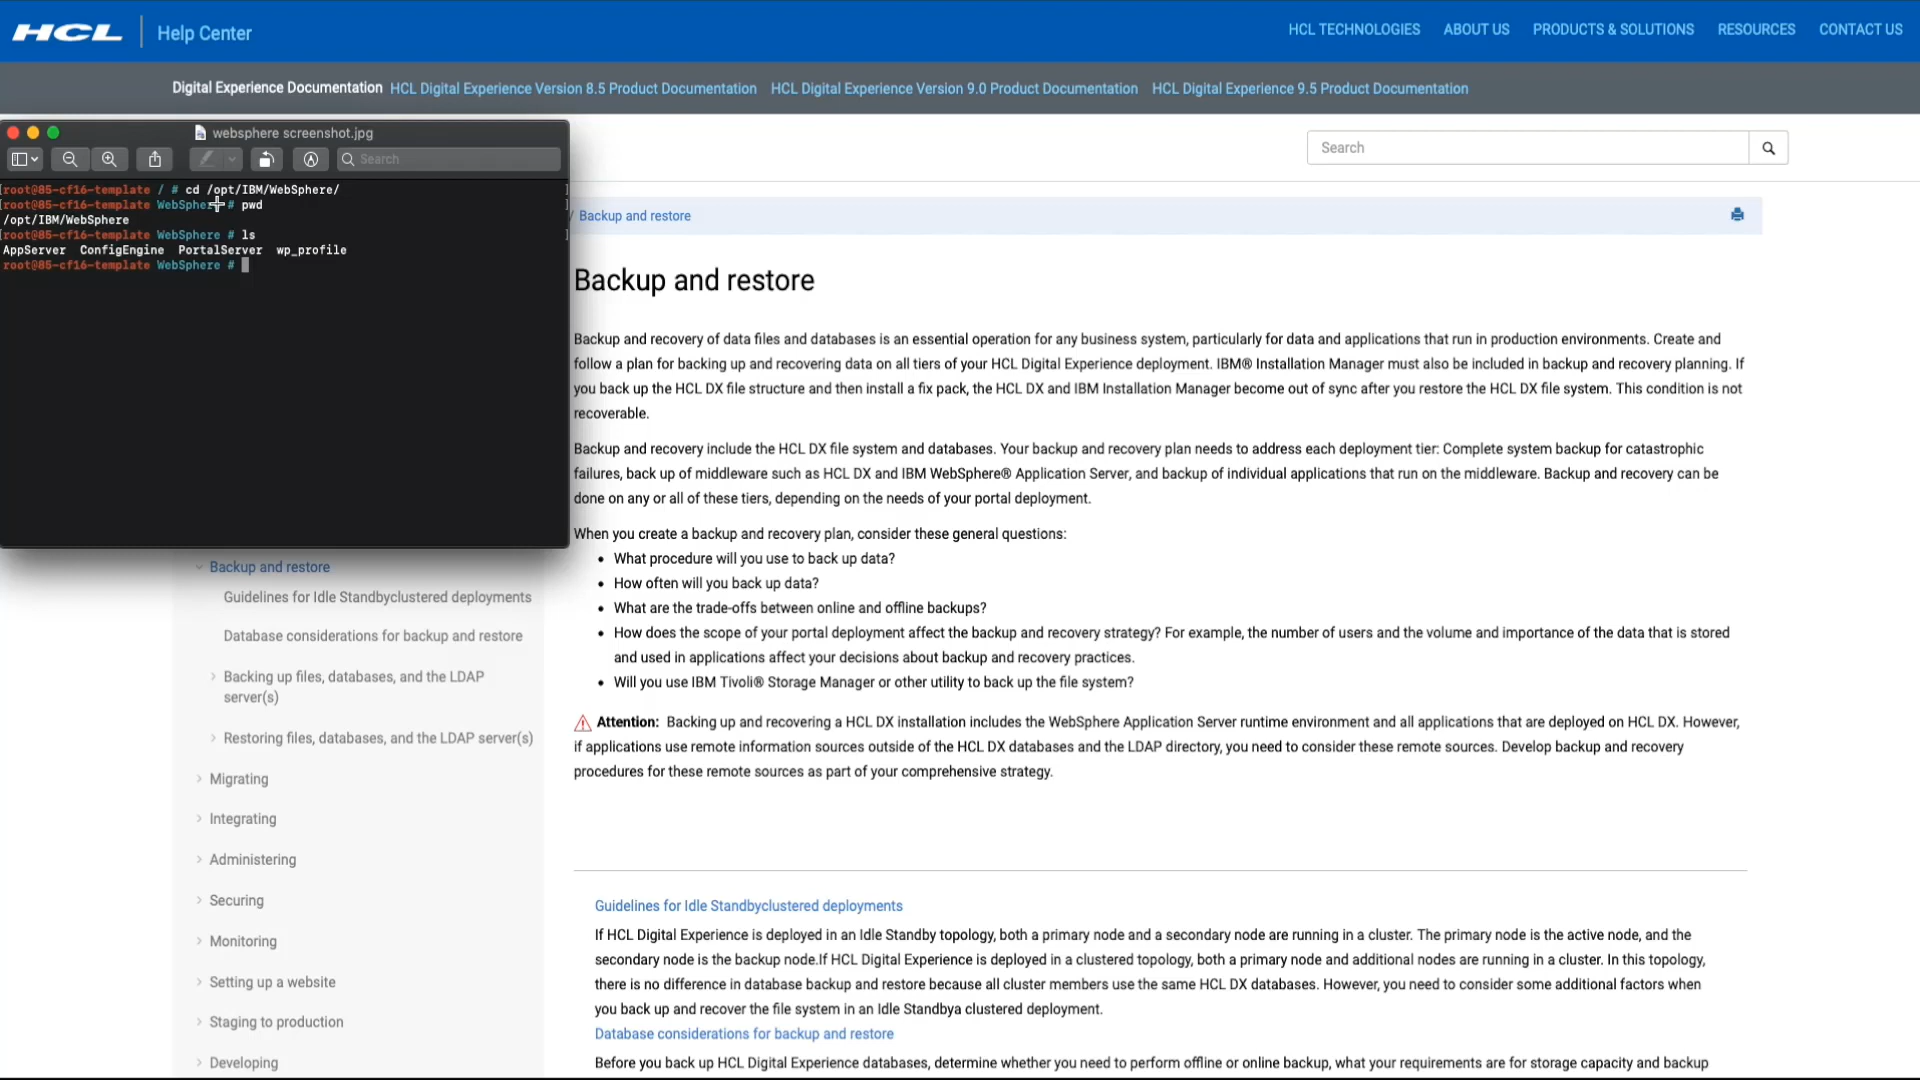 HCL Help Center
HCL TECHNOLOGIES ABOUT US PRODUCTS & SOLUTIONS RESOURCES CONTACT US
Digital Experience Documentation HCL Digital Experience Version 8.5 Product Documentation HCL Digital Experience Version 9.0 Product Documentation HCL Digital Experience 9.5 Product Documentation
websphere screenshot.jpg
Search
[root@85-cf16-template / # cd /opt/IBM/WebSphere/ ]
[root@85-cf16-template WebSphere # pwd ]
/opt/IBM/WebSphere
[root@85-cf16-template WebSphere # ls ]
AppServer ConfigEngine PortalServer wp_profile
root@85-cf16-template WebSphere #
Search
/ Backup and restore
Backup and restore
Backup and recovery of data files and databases is an essential operation for any business system, particularly for data and applications that run in production environments. Create and
follow a plan for backing up and recovering data on all tiers of your HCL Digital Experience deployment. IBM® Installation Manager must also be included in backup and recovery planning. If
you back up the HCL DX file structure and then install a fix pack, the HCL DX and IBM Installation Manager become out of sync after you restore the HCL DX file system. This condition is not
recoverable.
Backup and recovery include the HCL DX file system and databases. Your backup and recovery plan needs to address each deployment tier: Complete system backup for catastrophic
failures, back up of middleware such as HCL DX and IBM WebSphere® Application Server, and backup of individual applications that run on the middleware. Backup and recovery can be
done on any or all of these tiers, depending on the needs of your portal deployment.
When you create a backup and recovery plan, consider these general questions:
• What procedure will you use to back up data?
• How often will you back up data?
• What are the trade-offs between online and offline backups?
• How does the scope of your portal deployment affect the backup and recovery strategy? For example, the number of users and the volume and importance of the data that is stored
and used in applications affect your decisions about backup and recovery practices.
• Will you use IBM Tivoli® Storage Manager or other utility to back up the file system?
Attention: Backing up and recovering a HCL DX installation includes the WebSphere Application Server runtime environment and all applications that are deployed on HCL DX. However,
if applications use remote information sources outside of the HCL DX databases and the LDAP directory, you need to consider these remote sources. Develop backup and recovery
procedures for these remote sources as part of your comprehensive strategy.
Guidelines for Idle Standbyclustered deployments
If HCL Digital Experience is deployed in an Idle Standby topology, both a primary node and a secondary node are running in a cluster. The primary node is the active node, and the
secondary node is the backup node.If HCL Digital Experience is deployed in a clustered topology, both a primary node and additional nodes are running in a cluster. In this topology,
there is no difference in database backup and restore because all cluster members use the same HCL DX databases. However, you need to consider some additional factors when
you back up and recover the file system in an Idle Standbya clustered deployment.
Database considerations for backup and restore
Before you back up HCL Digital Experience databases, determine whether you need to perform offline or online backup, what your requirements are for storage capacity and backup
Backup and restore
Guidelines for Idle Standbyclustered deployments
Database considerations for backup and restore
Backing up files, databases, and the LDAP
server(s)
Restoring files, databases, and the LDAP server(s)
Migrating
Integrating
Administering
Securing
Monitoring
Setting up a website
Staging to production
Developing